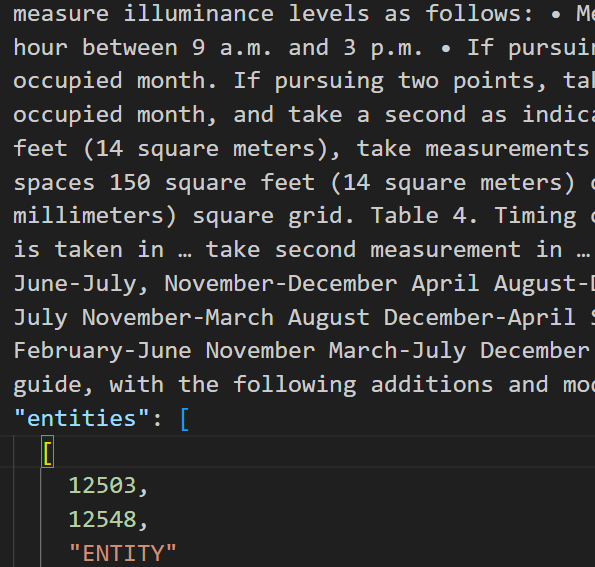 measure illuminance levels as follows: • Me
hour between 9 a.m. and 3 p.m. • If pursui
occupied month. If pursuing two points, tak
occupied month, and take a second as indica
feet (14 square meters), take measurements
spaces 150 square feet (14 square meters) o
millimeters) square grid. Table 4. Timing o
is taken in … take second measurement in …
June-July, November-December April August-D
July November-March August December-April S
February-June November March-July December
guide, with the following additions and mod
"entities": [
[
12503,
12548,
"ENTITY"